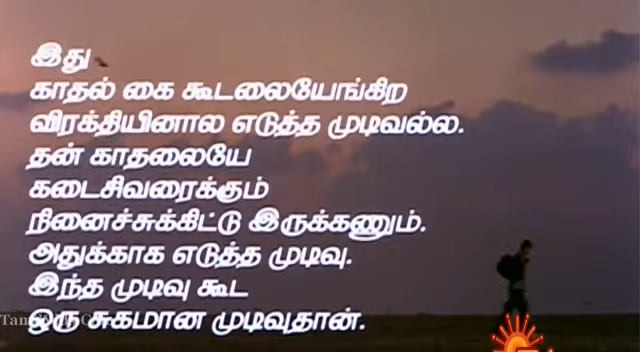 இது
காதல் கை கூடலையேங்கிற
விரக்தியினால எடுத்த முடிவல்ல.
தன் காதலையே
கடைசிவரைக்கும்
நினைச்சுக்கிட்டு இருக்கணும்.
அதுக்காக எடுத்த முடிவு.
இந்த முடிவு கூட
ஒரு சுகமான முடிவுதான்.